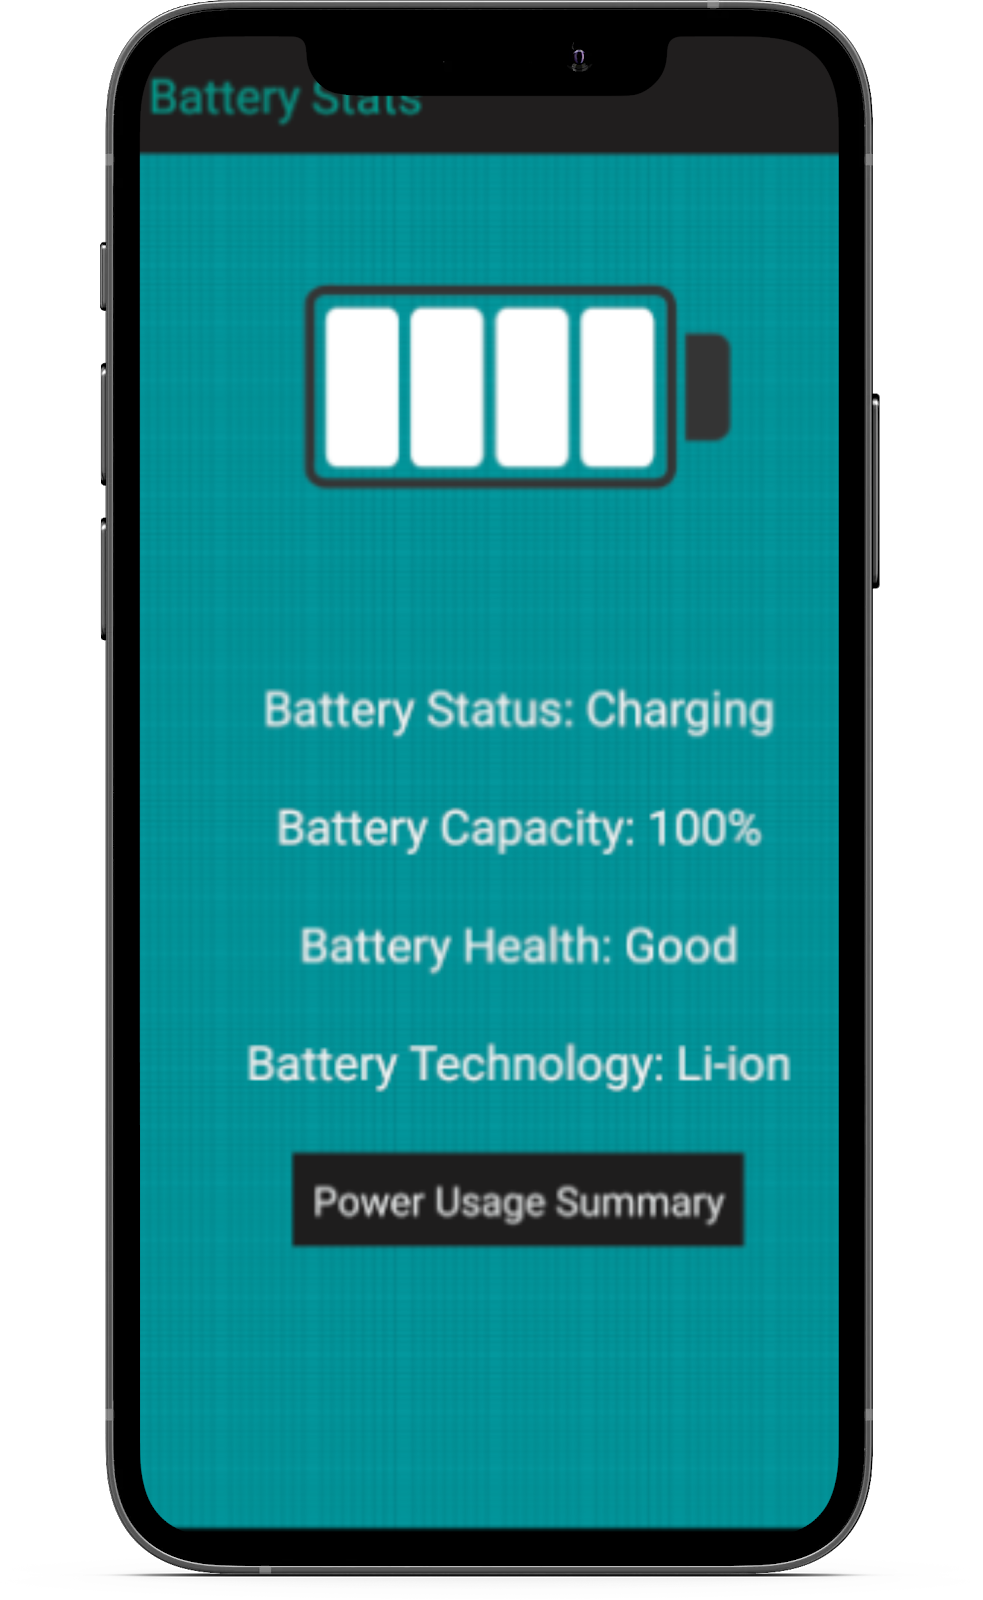 Battery Stats
Battery Status: Charging
Battery Capacity: 100%
Battery Health: Good
Battery Technology: Li-ion
Power Usage Summary